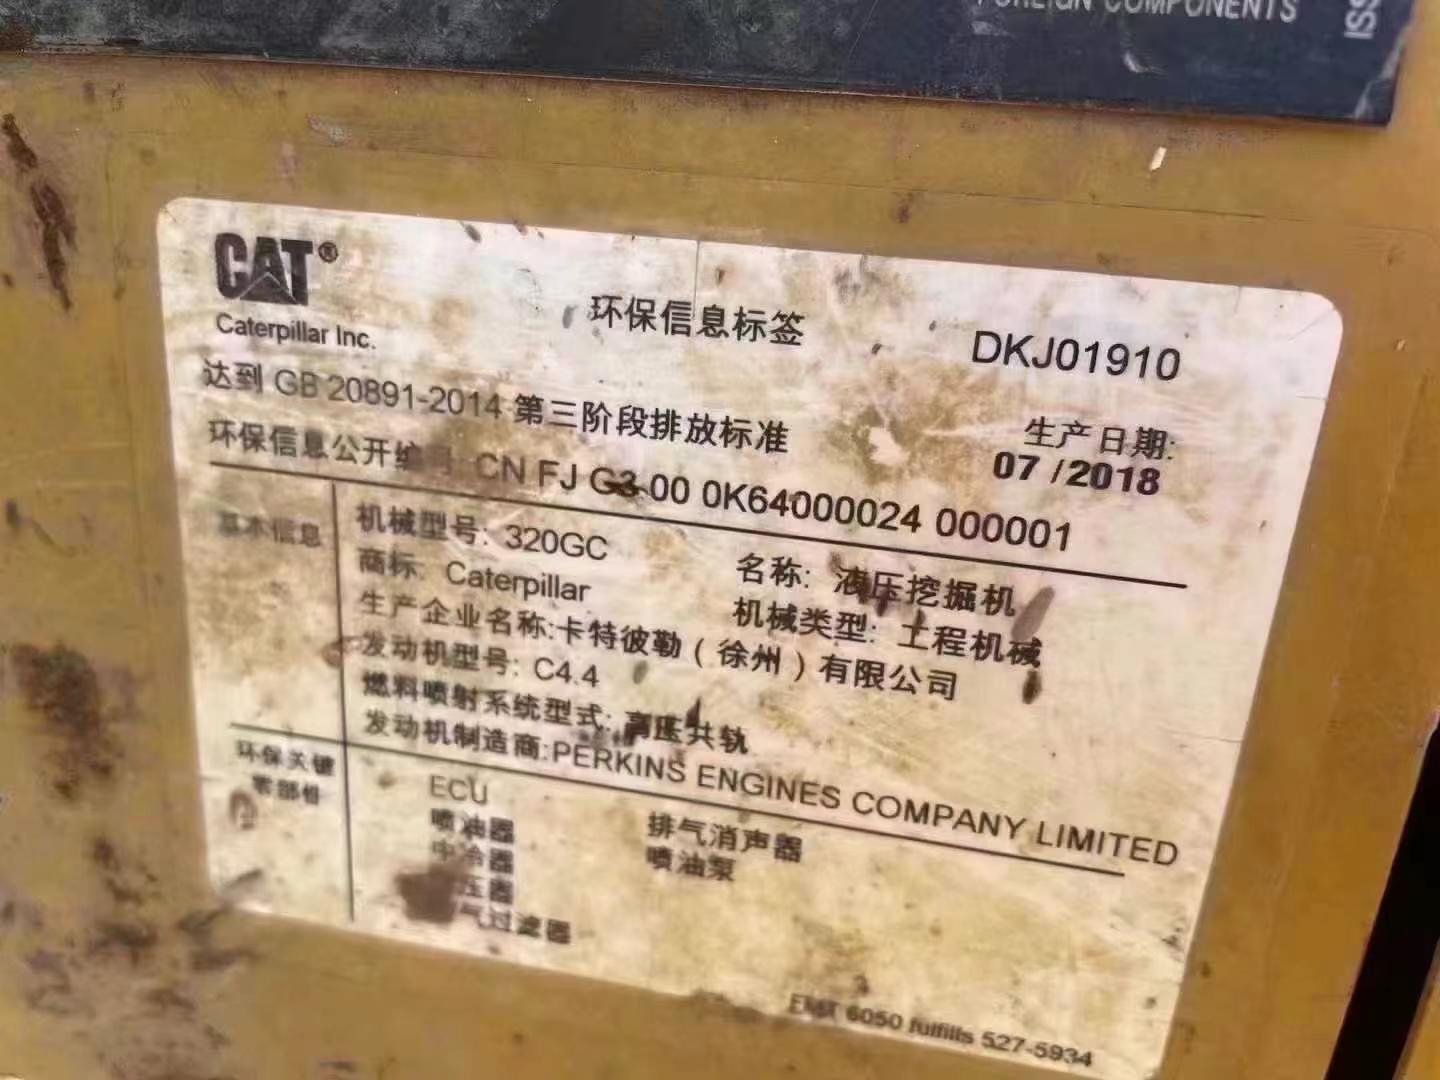 FOREIGN COMPONENTS
ISS
CAT®
Caterpillar Inc.
环保信息标签
DKJ01910
达到 GB 20891-2014 第三阶段排放标准
生产日期:
07 /2018
环保信息公开编号: CN FJ G3 00 0K64000024 000001
基本信息
机械型号: 320GC
名称: 液压挖掘机
商标: Caterpillar
机械类型: 工程机械
生产企业名称:卡特彼勒（徐州）有限公司
发动机型号: C4.4
燃料喷射系统型式: 高压共轨
发动机制造商:PERKINS ENGINES COMPANY LIMITED
环保关键
零部件
ECU
喷油器
排气消声器
中冷器
喷油泵
压器
气过滤器
EMT 6050 fulfills 527-5934